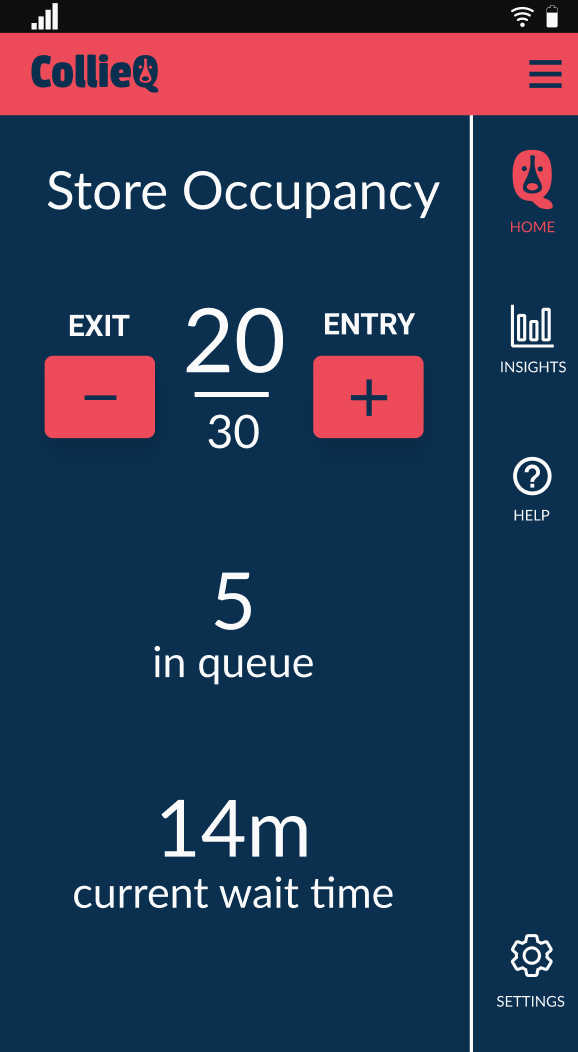 CollieQ
Store Occupancy
EXIT
20
30
ENTRY
− +
5
in queue
14m
current wait time
HOME
INSIGHTS
HELP
SETTINGS